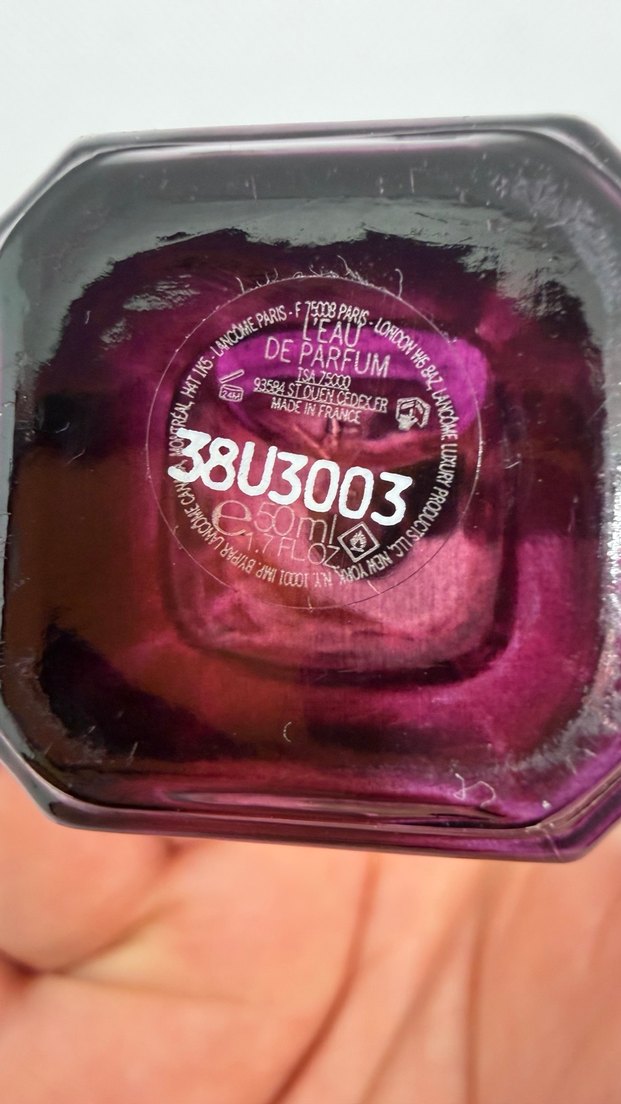 LANCÔME PARIS - F 75008 PARIS - LONDON W6 8AZ, LANCÔME LUXURY PRODUCTS LLC, NEW YORK, N.Y. 10001 IMP. BY/PAR LANCÔME CAN., MONTRÉAL, H4T 1K5 -
L'EAU
DE PARFUM
TSA 75000
93584 ST OUEN CEDEX.FR
MADE IN FRANCE
24M
38U3003
e 50 ml
1.7 FL.OZ.